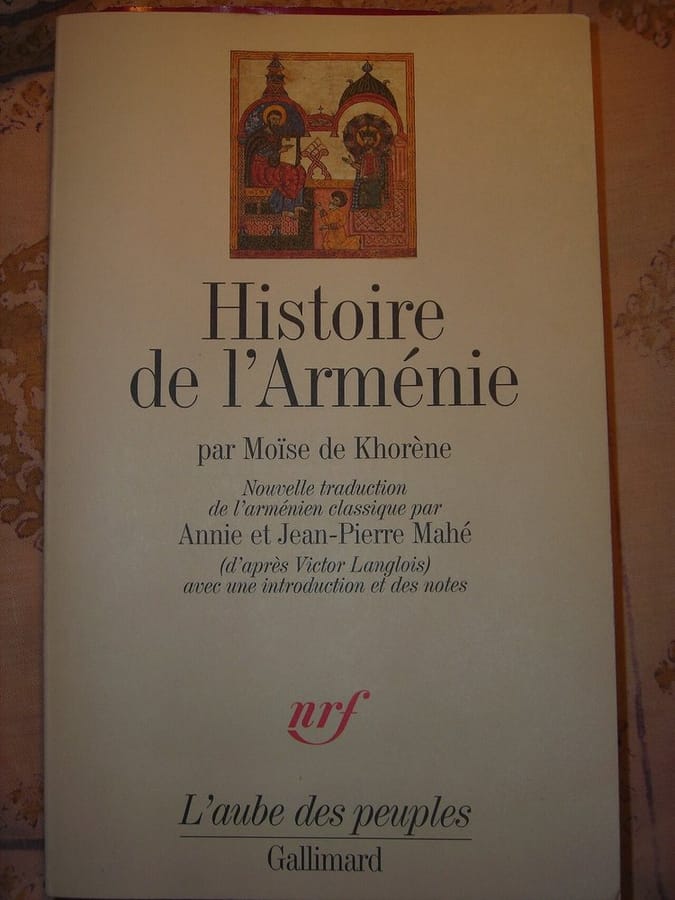 Histoire
de l'Arménie
par Moïse de Khorène
Nouvelle traduction
de l'arménien classique par
Annie et Jean-Pierre Mahé
(d'après Victor Langlois)
avec une introduction et des notes
nrf
L'aube des peuples
Gallimard